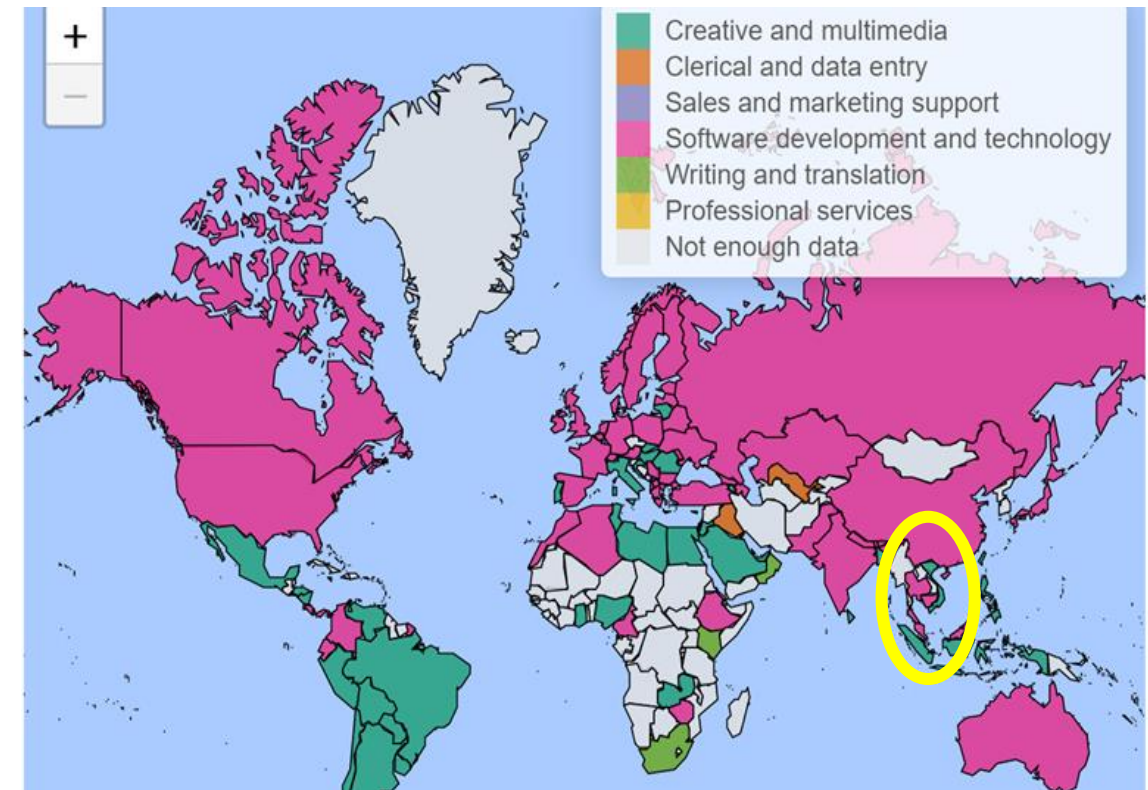 +
−
Creative and multimedia
Clerical and data entry
Sales and marketing support
Software development and technology
Writing and translation
Professional services
Not enough data